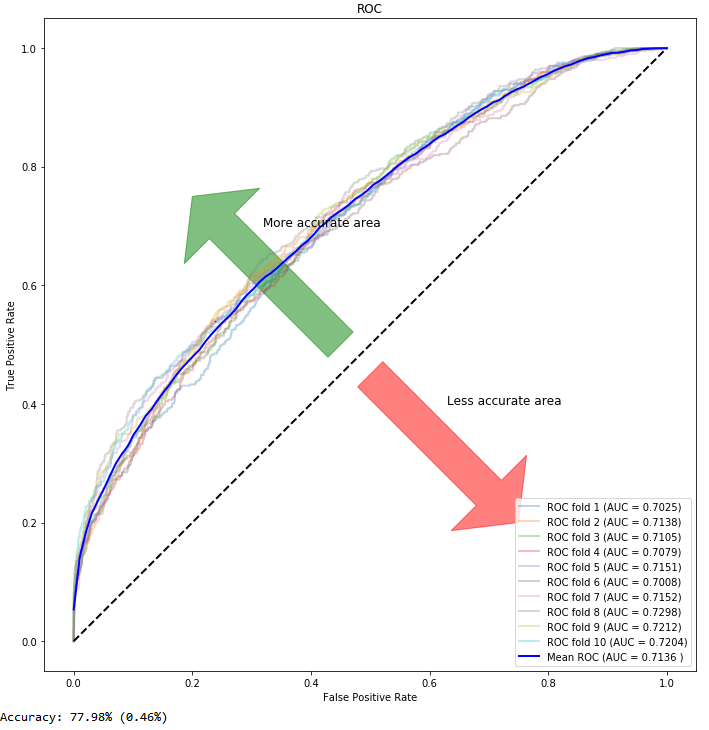 ROC
1.0
0.8
0.6
0.4
0.2
0.0
True Positive Rate
More accurate area
Less accurate area
ROC fold 1 (AUC = 0.7025)
ROC fold 2 (AUC = 0.7138)
ROC fold 3 (AUC = 0.7105)
ROC fold 4 (AUC = 0.7079)
ROC fold 5 (AUC = 0.7151)
ROC fold 6 (AUC = 0.7008)
ROC fold 7 (AUC = 0.7152)
ROC fold 8 (AUC = 0.7298)
ROC fold 9 (AUC = 0.7212)
ROC fold 10 (AUC = 0.7204)
Mean ROC (AUC = 0.7136 )
0.0 0.2 0.4 0.6 0.8 1.0
False Positive Rate
Accuracy: 77.98% (0.46%)